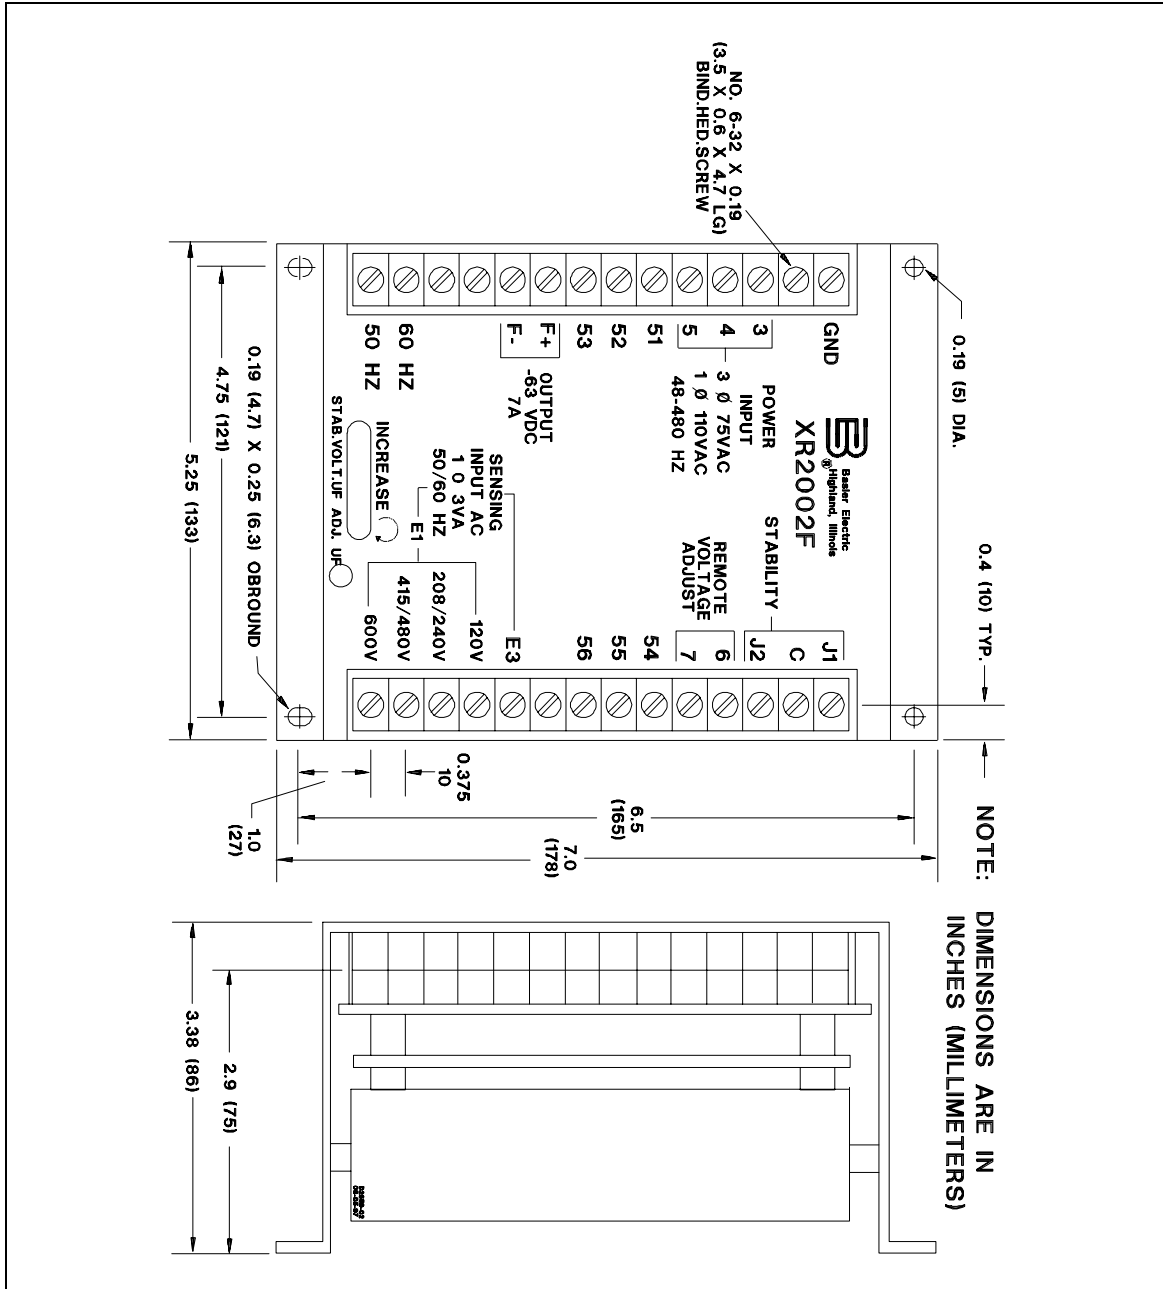 NO. 6-32 X 0.19
(3.5 X 0.6 X 4.7 LG)
BIND.HED.SCREW
0.19 (5) DIA.
0.4 (10) TYP.
NOTE: DIMENSIONS ARE IN
INCHES (MILLIMETERS)
GND
3
4
5
51
52
53
F+
F-
60 HZ
50 HZ
POWER
INPUT
3 Ø 75VAC
1 Ø 110VAC
48-480 HZ
OUTPUT
-63 VDC
7A
B
®
Basler Electric
Highland, Illinois
XR2002F
STABILITY
REMOTE
VOLTAGE
ADJUST
SENSING
INPUT AC
1 0 3VA
50/60 HZ
INCREASE
STAB.VOLT.UF ADJ. UF
E1
J1
C
J2
6
7
54
55
56
E3
120V
208/240V
415/480V
600V
0.19 (4.7) X 0.25 (6.3) OBROUND
4.75 (121)
5.25 (133)
0.375
10
1.0
(27)
6.5
(165)
7.0
(178)
2.9 (75)
3.38 (86)